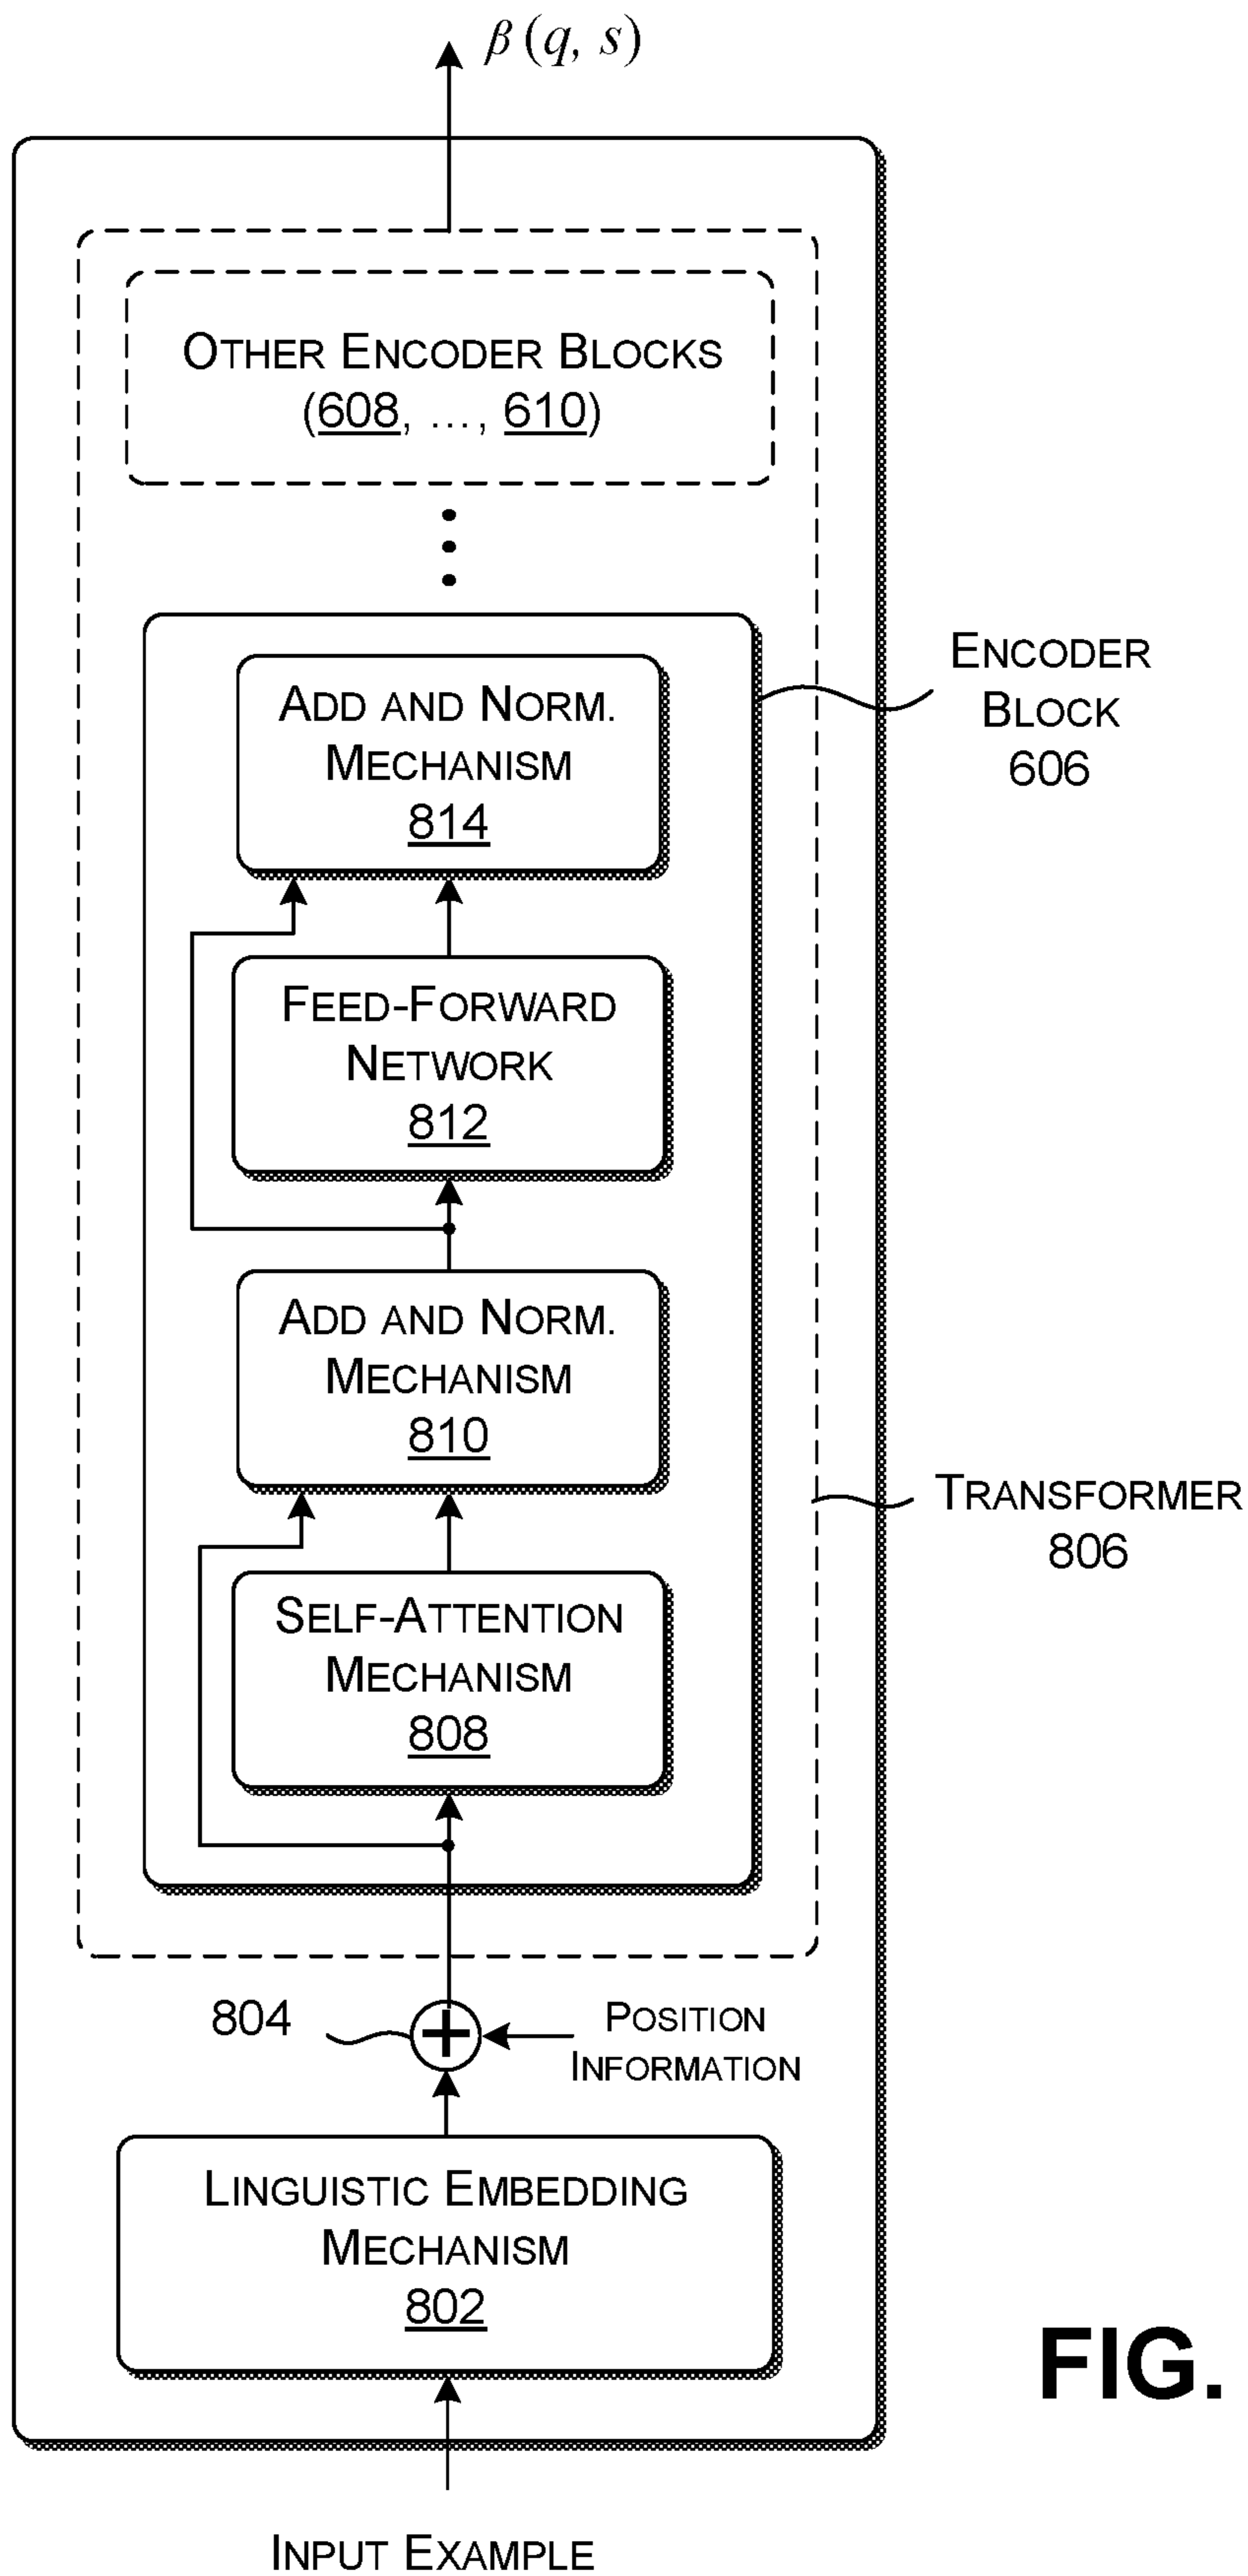 β (q, s)
OTHER ENCODER BLOCKS
(608, ..., 610)
ADD AND NORM.
MECHANISM
814
ENCODER
BLOCK
606
FEED-FORWARD
NETWORK
812
ADD AND NORM.
MECHANISM
810
TRANSFORMER
806
SELF-ATTENTION
MECHANISM
808
804
+
POSITION
INFORMATION
LINGUISTIC EMBEDDING
MECHANISM
802
FIG.
INPUT EXAMPLE